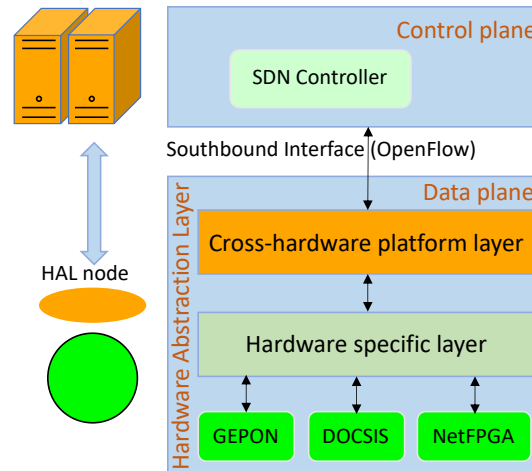 Control plane
SDN Controller
Southbound Interface (OpenFlow)
Data plane
Hardware Abstraction Layer
Cross-hardware platform layer
HAL node
Hardware specific layer
GEPON
DOCSIS
NetFPGA